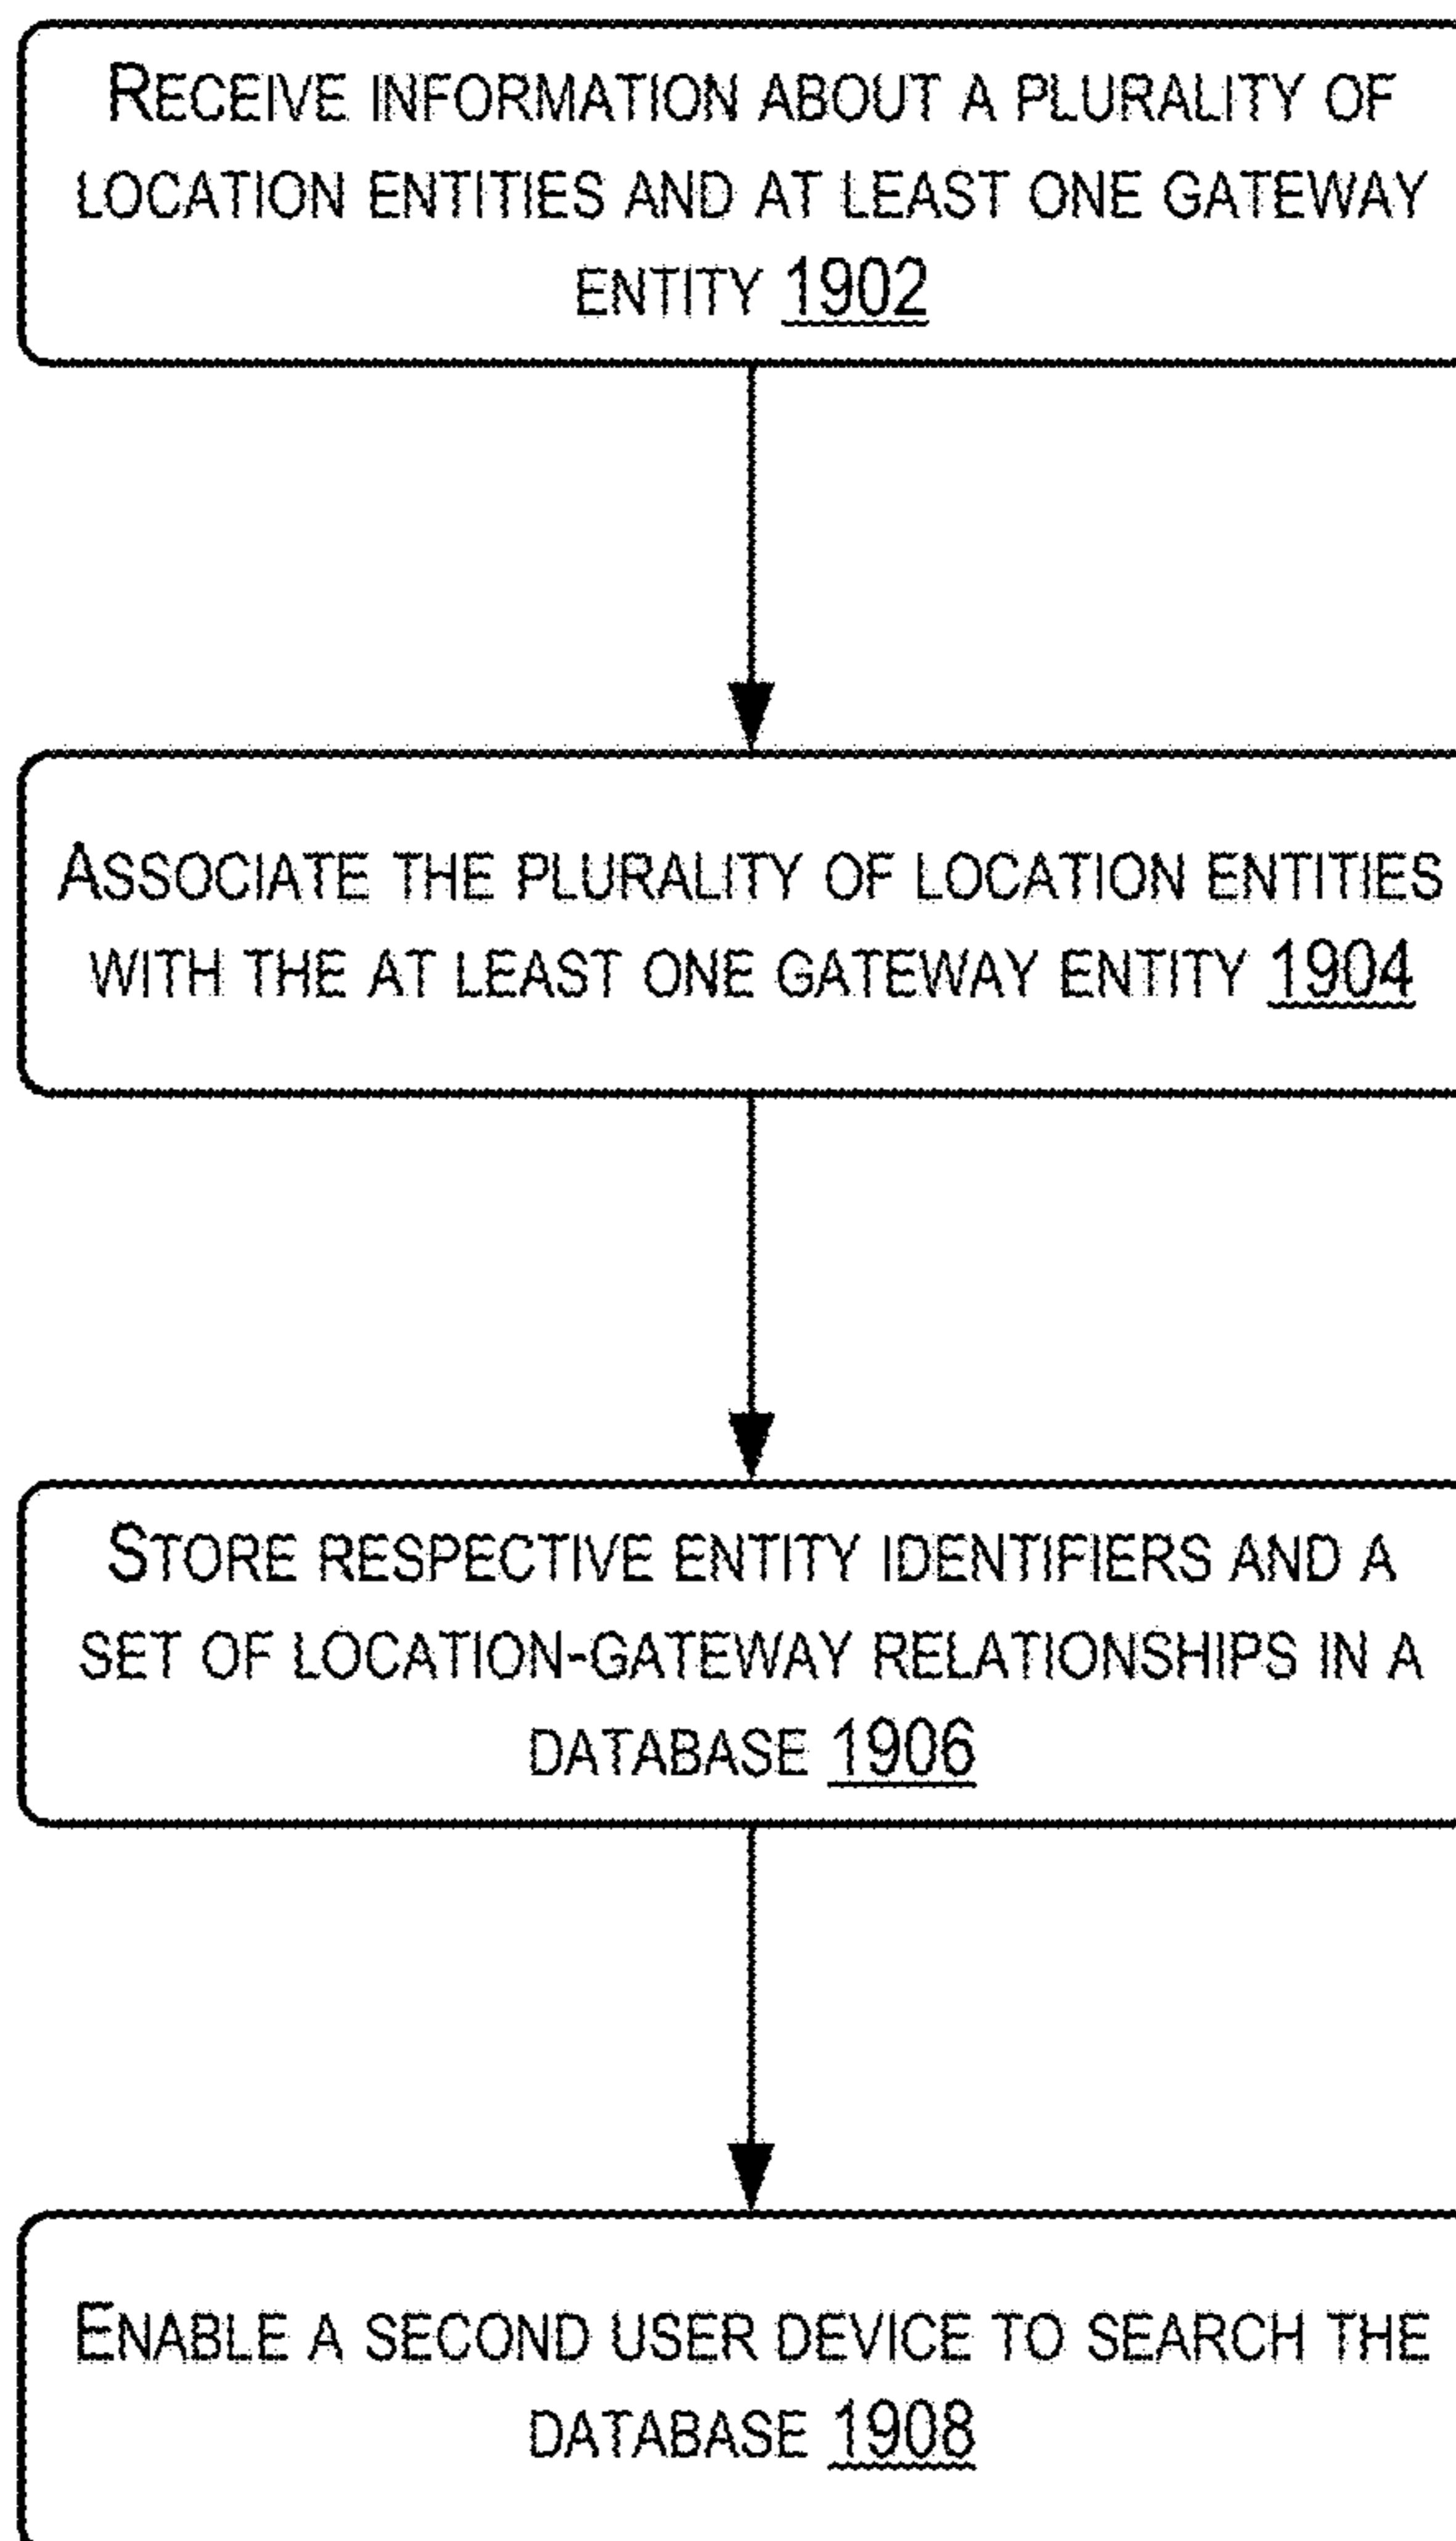 RECEIVE INFORMATION ABOUT A PLURALITY OF
LOCATION ENTITIES AND AT LEAST ONE GATEWAY
ENTITY 1902
ASSOCIATE THE PLURALITY OF LOCATION ENTITIES
WITH THE AT LEAST ONE GATEWAY ENTITY 1904
STORE RESPECTIVE ENTITY IDENTIFIERS AND A
SET OF LOCATION-GATEWAY RELATIONSHIPS IN A
DATABASE 1906
ENABLE A SECOND USER DEVICE TO SEARCH THE
DATABASE 1908